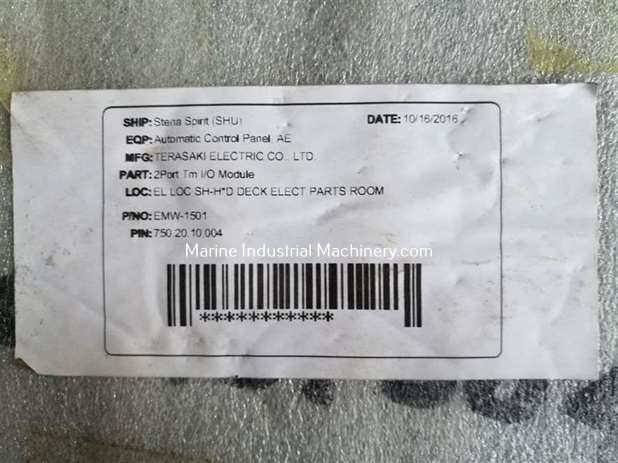 SHIP: Stena Spirit (SHU) DATE: 10/16/2016
EQP: Automatic Control Panel, AE
MFG: TERASAKI ELECTRIC CO., LTD.
PART: 2Port Tm I/O Module
LOC: EL LOC SH-H*D DECK ELECT PARTS ROOM
P/NO: EMW-1501
PIN: 750.20.10.004
Marine Industrial Machinery.com
***********